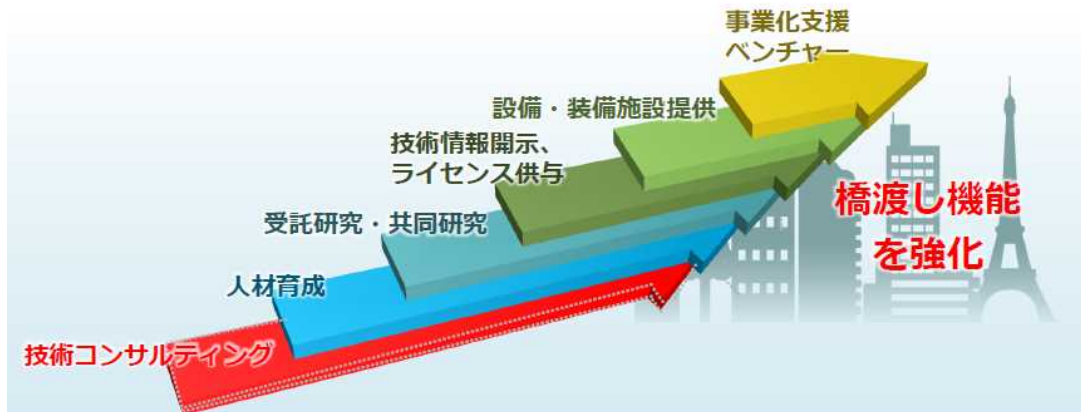 事業化支援
ベンチャー
設備・装備施設提供
技術情報開示、
ライセンス供与
受託研究・共同研究
人材育成
技術コンサルティング
橋渡し機能
を強化